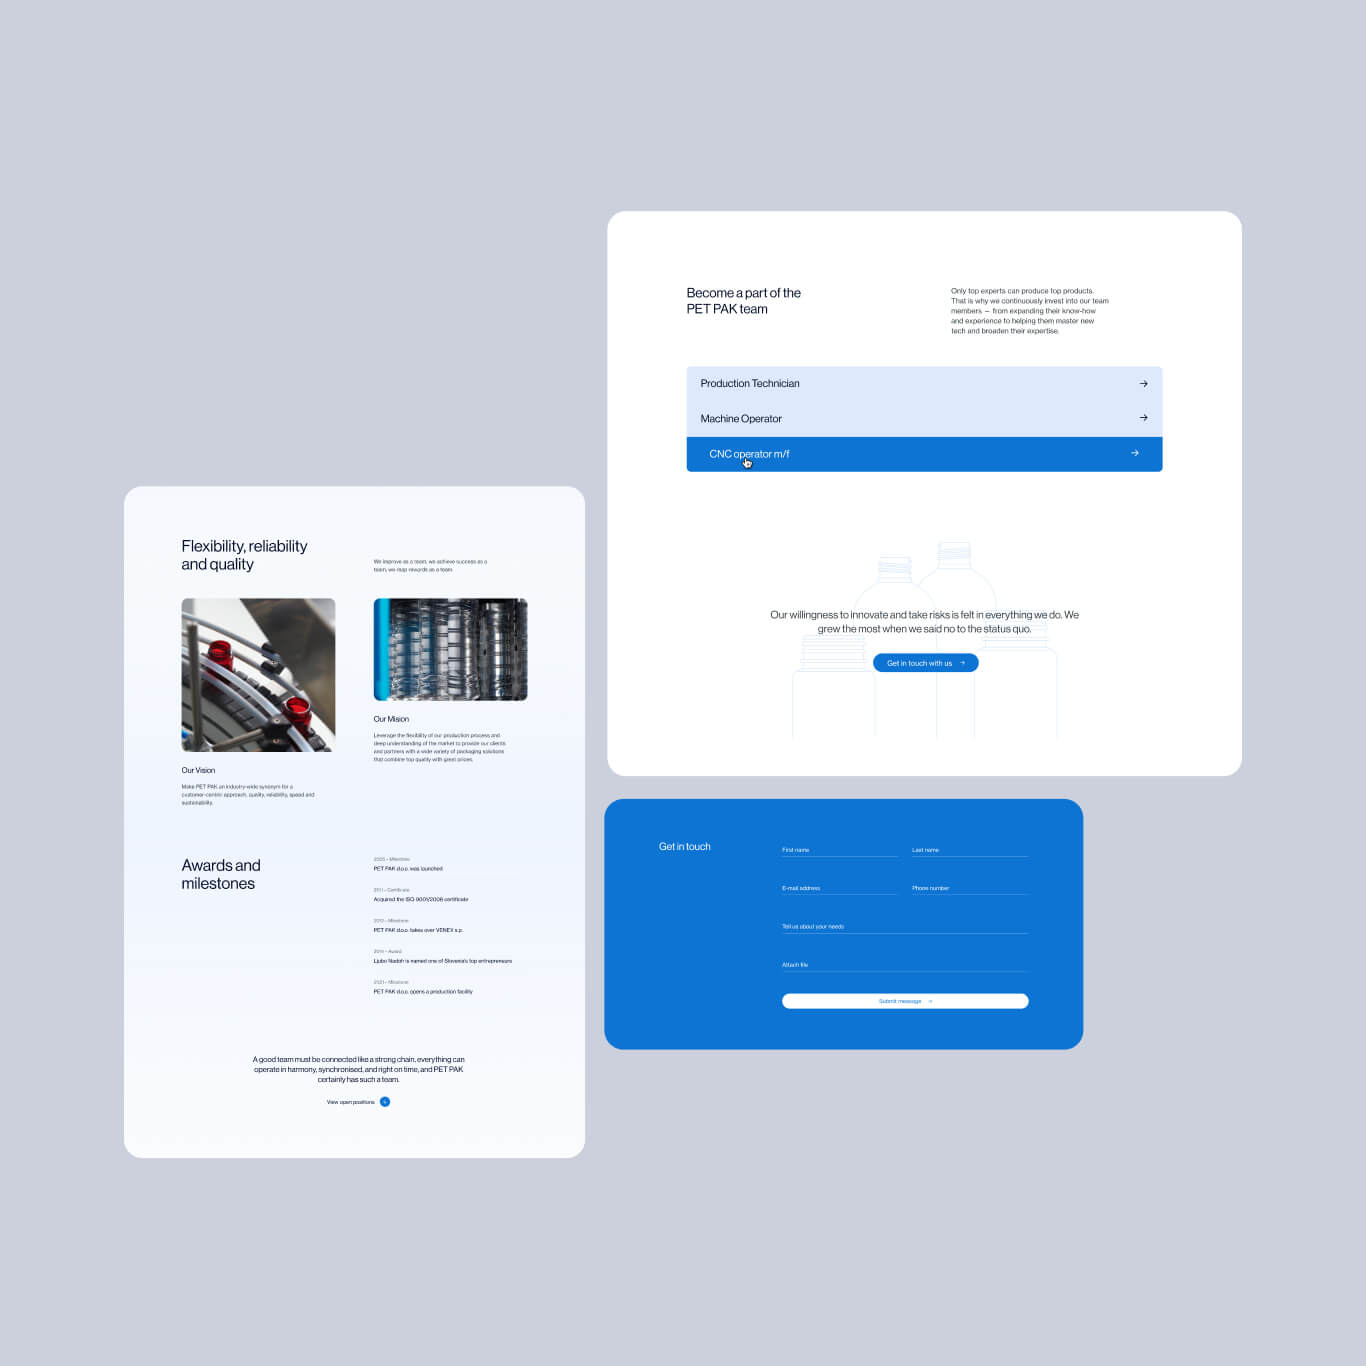 Flexibility, reliability
and quality
We improve as a team, we achieve success as a
team, we reap rewards as a team.
Our Vision
Make PET PAK an industry-wide synonym for a
customer-centric approach, quality, reliability, speed and
sustainability.
Our Mision
Leverage the flexibility of our production process and
deep understanding of the market to provide our clients
and partners with a wide variety of packaging solutions
that combine top quality with great prices.
Awards and
milestones
– Milestone
PET PAK d.o.o. was launched
2011 – Certificate
Acquired the ISO 9001/2008 certificate
– Milestone
PET PAK d.o.o. takes over VENEX s.p.
– Award
Ljubo Nadoh is named one of Slovenia's top entrepreneurs
2021 – Milestone
PET PAK d.o.o. opens a production facility
A good team must be connected like a strong chain, everything can
operate in harmony, synchronised, and right on time, and PET PAK
certainly has such a team.
View open positions
Become a part of the
PET PAK team
Only top experts can produce top products.
That is why we continuously invest into our team
members – from expanding their know-how
and experience to helping them master new
tech and broaden their expertise.
Production Technician
Machine Operator
CNC operator m/f
Our willingness to innovate and take risks is felt in everything we do. We
grew the most when we said no to the status quo.
Get in touch with us
Get in touch
First name
Last name
E-mail address
Phone number
Tell us about your needs
Attach file
Submit message